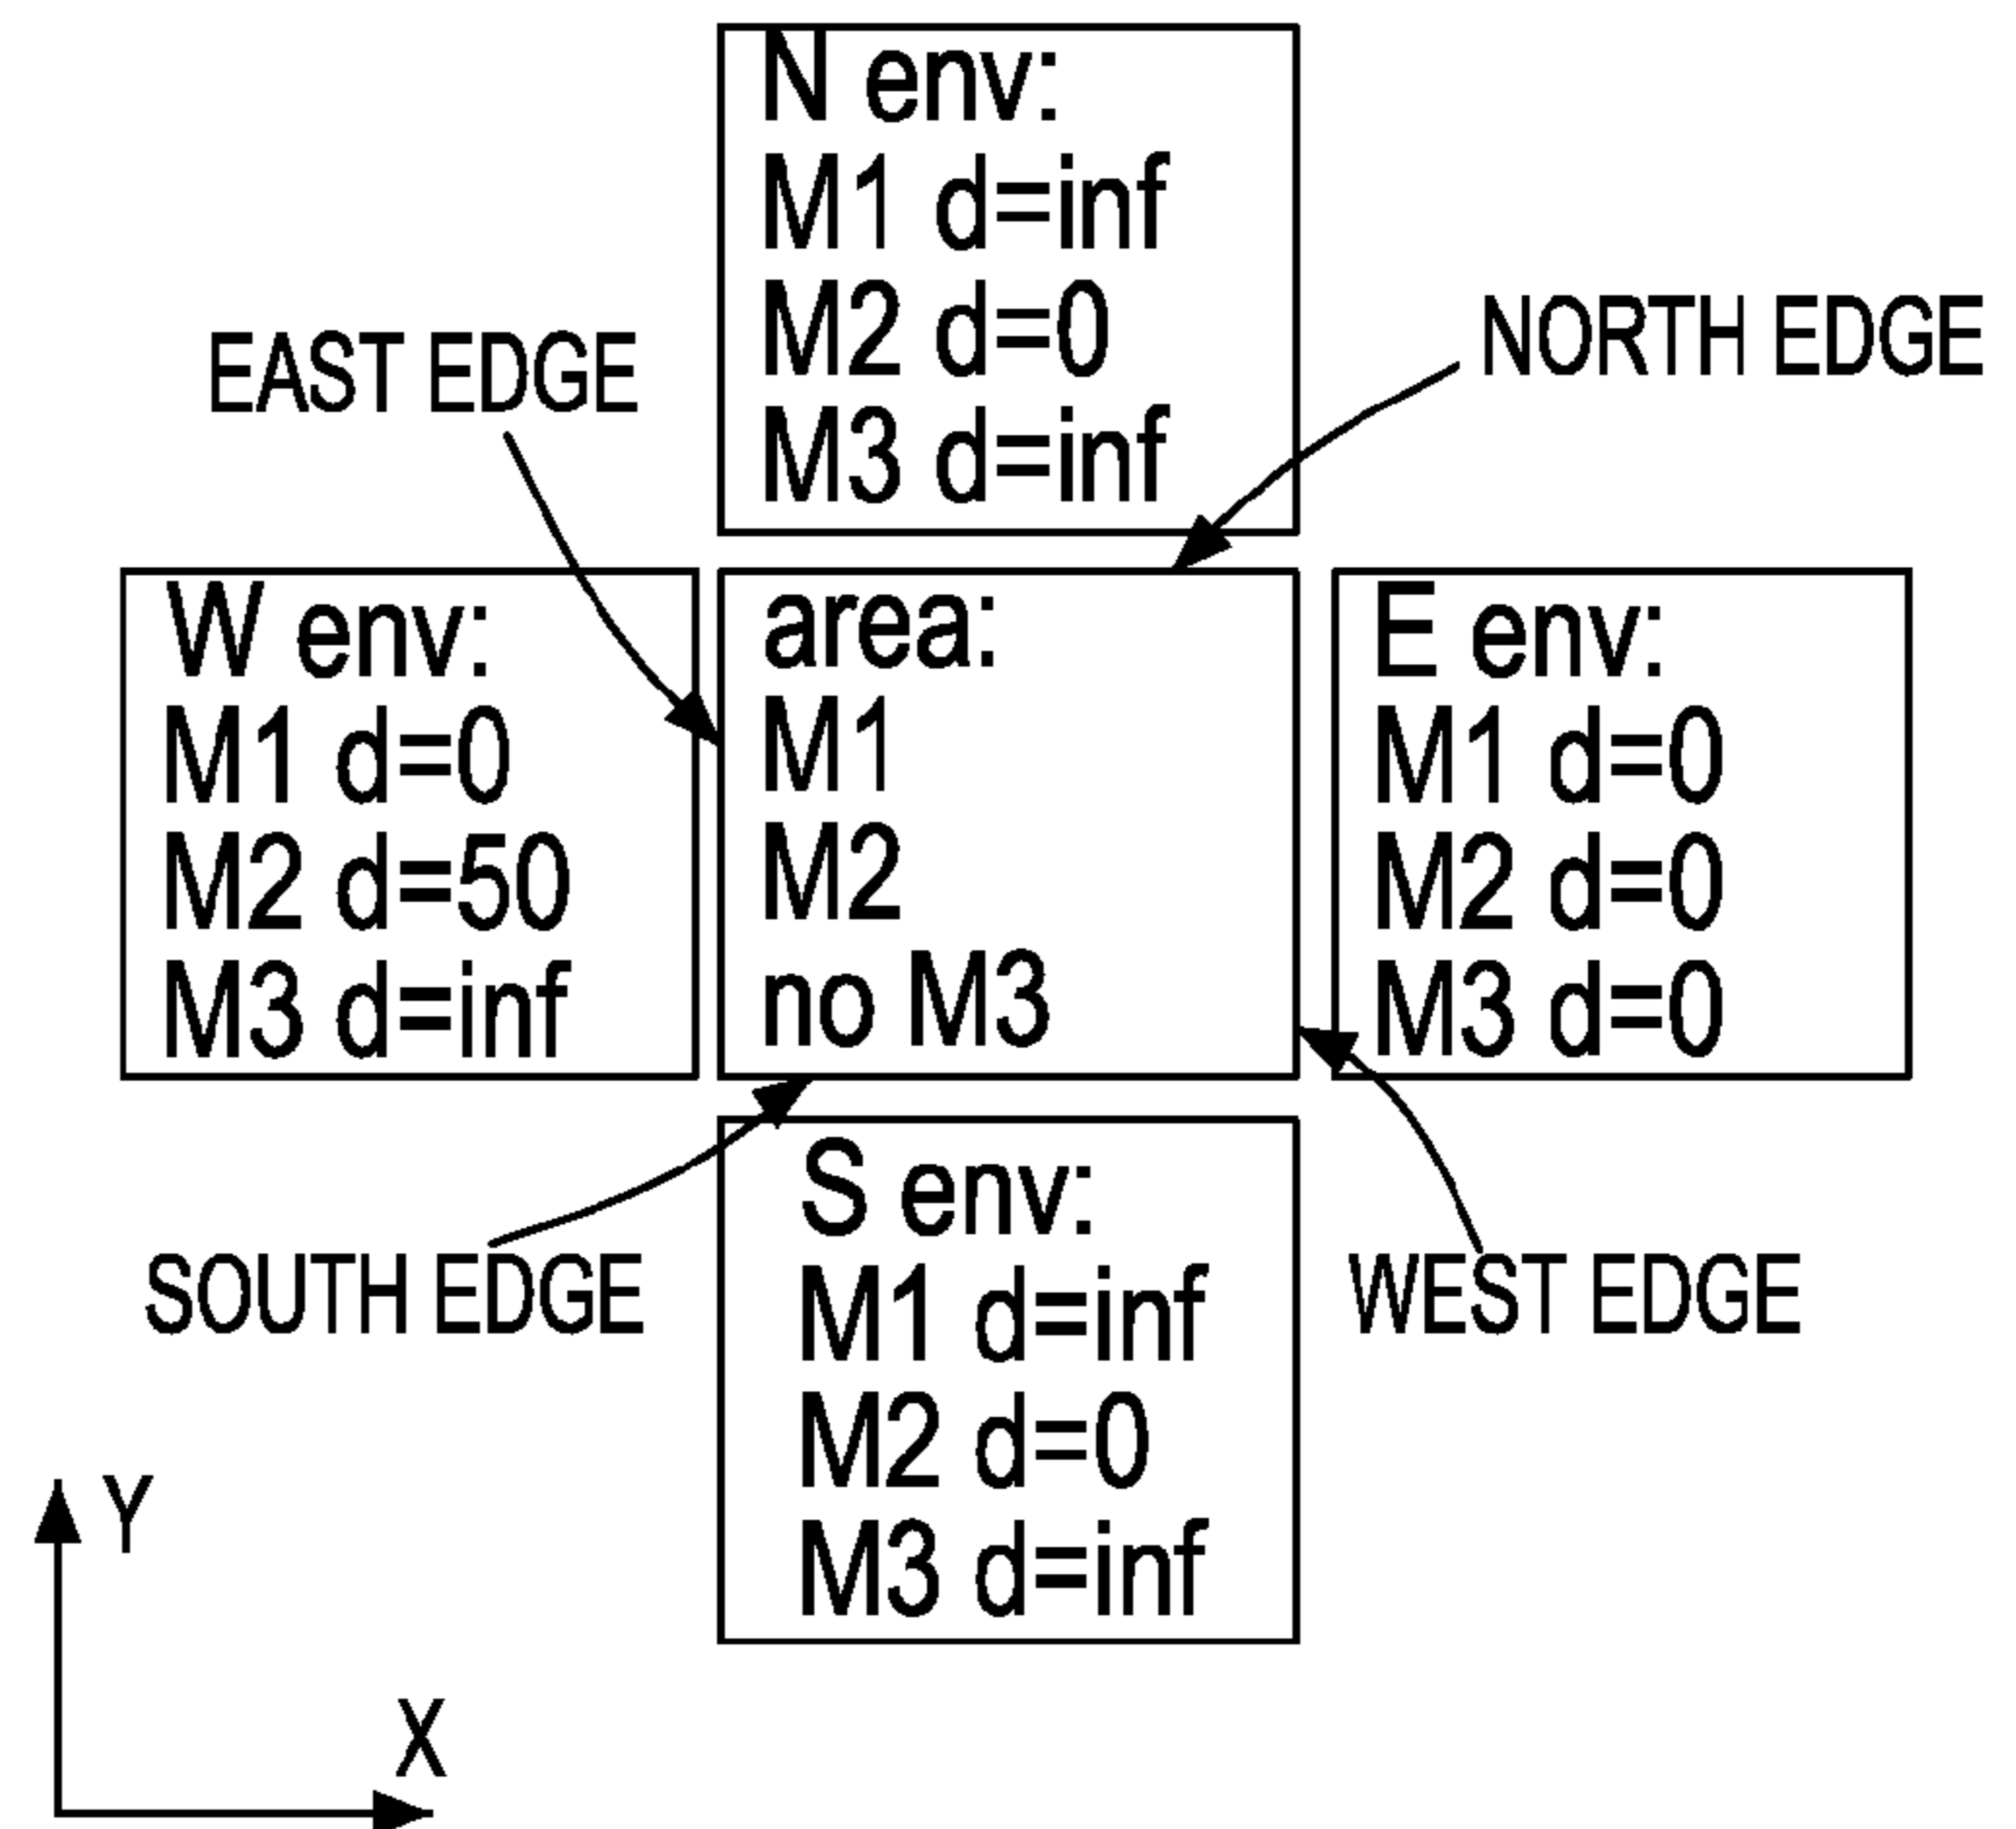 N env:
M1 d=inf
M2 d=0
M3 d=inf
EAST EDGE
NORTH EDGE
W env:
M1 d=0
M2 d=50
M3 d=inf
area:
M1
M2
no M3
E env:
M1 d=0
M2 d=0
M3 d=0
SOUTH EDGE
WEST EDGE
S env:
M1 d=inf
M2 d=0
M3 d=inf
Y
X